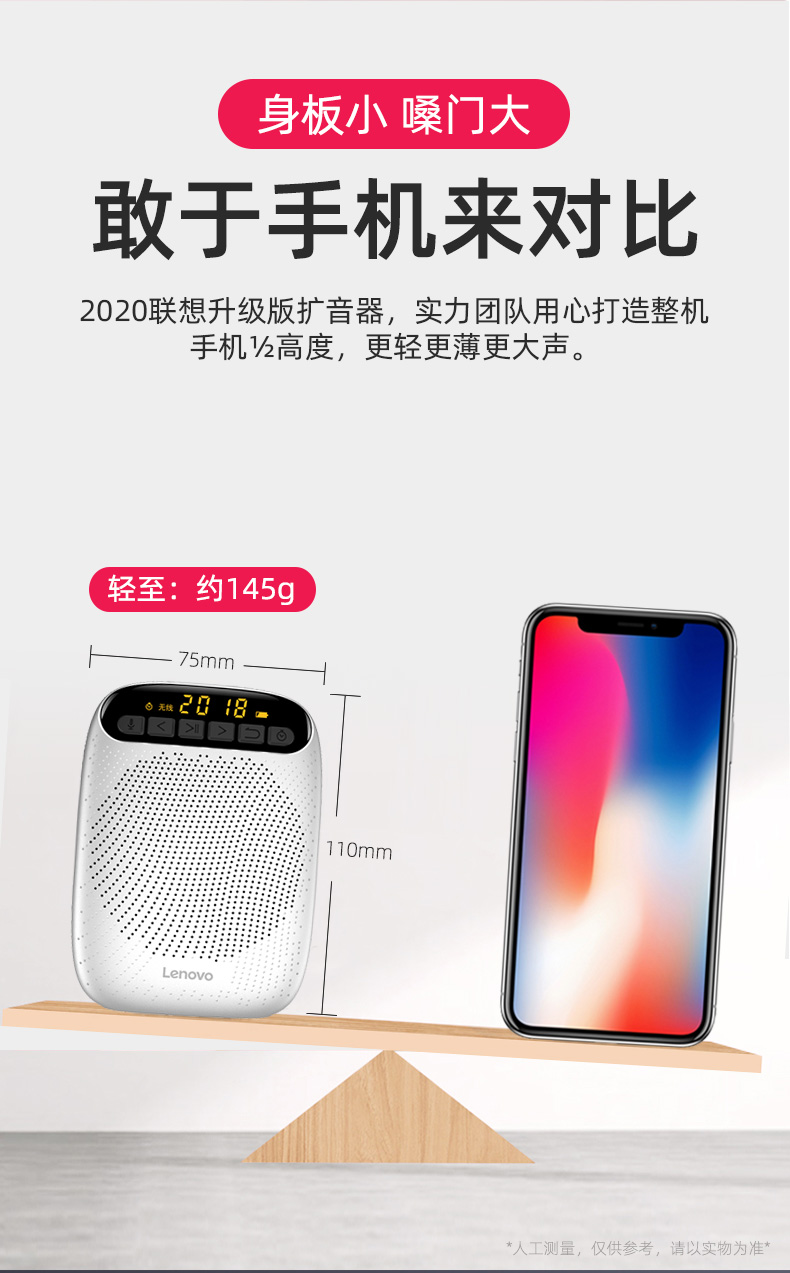 身板小 嗓门大
敢于手机来对比
2020联想升级版扩音器，实力团队用心打造整机
手机½高度，更轻更薄更大声。
轻至：约145g
75mm
无线 20 18
110mm
Lenovo
*人工测量，仅供参考，请以实物为准*